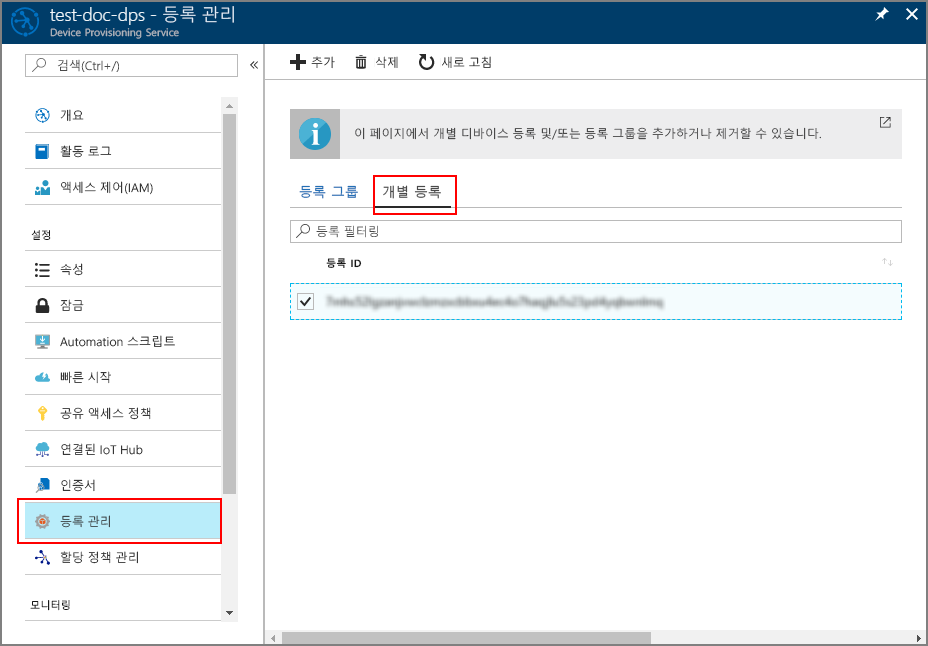 test-doc-dps - 등록 관리
Device Provisioning Service
검색(Ctrl+/)
개요
활동 로그
액세스 제어(IAM)
설정
속성
잠금
Automation 스크립트
빠른 시작
공유 액세스 정책
연결된 IoT Hub
인증서
등록 관리
할당 정책 관리
모니터링
추가 삭제 새로 고침
이 페이지에서 개별 디바이스 등록 및/또는 등록 그룹을 추가하거나 제거할 수 있습니다.
등록 그룹 개별 등록
등록 필터링
등록 ID